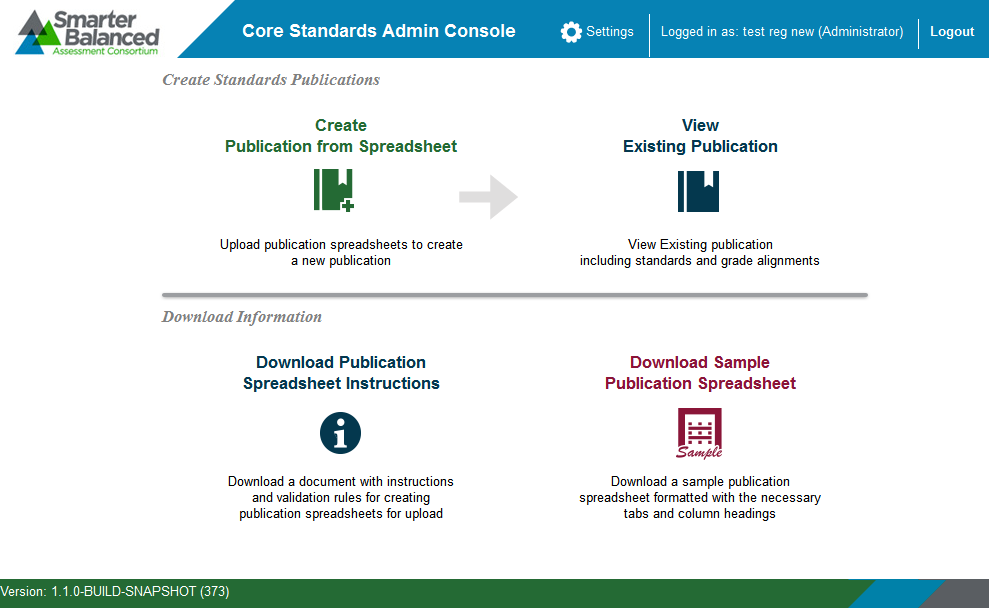 Smarter
Balanced
Assessment Consortium
Core Standards Admin Console
Settings
Logged in as: test reg new (Administrator)
Logout
Create Standards Publications
Create
Publication from Spreadsheet
View
Existing Publication
Upload publication spreadsheets to create
a new publication
View Existing publication
including standards and grade alignments
Download Information
Download Publication
Spreadsheet Instructions
Download Sample
Publication Spreadsheet
Sample
Download a document with instructions
and validation rules for creating
publication spreadsheets for upload
Download a sample publication
spreadsheet formatted with the necessary
tabs and column headings
Version: 1.1.0-BUILD-SNAPSHOT (373)